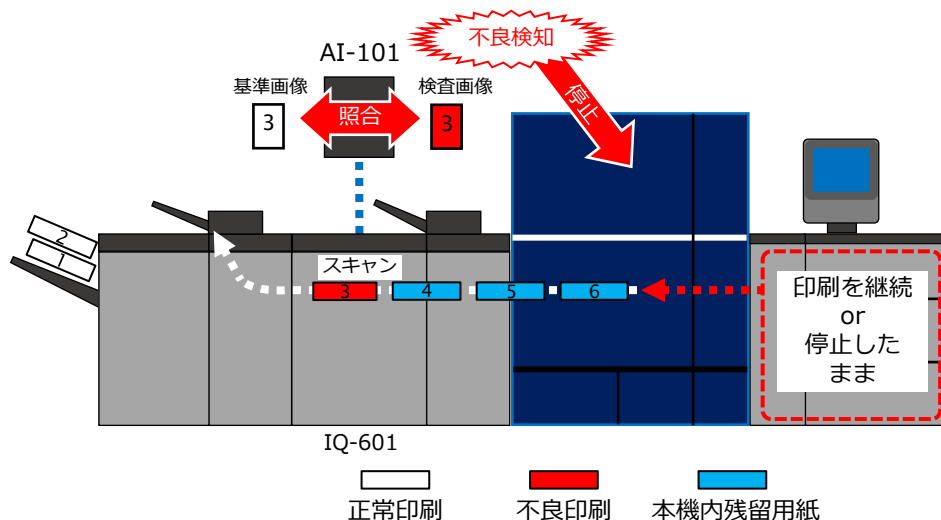 不良検知
停止
AI-101
基準画像
検査画像
3
照合
3
2
1
スキャン
3
4
5
6
印刷を継続
or
停止した
まま
IQ-601
正常印刷
不良印刷
本機内残留用紙